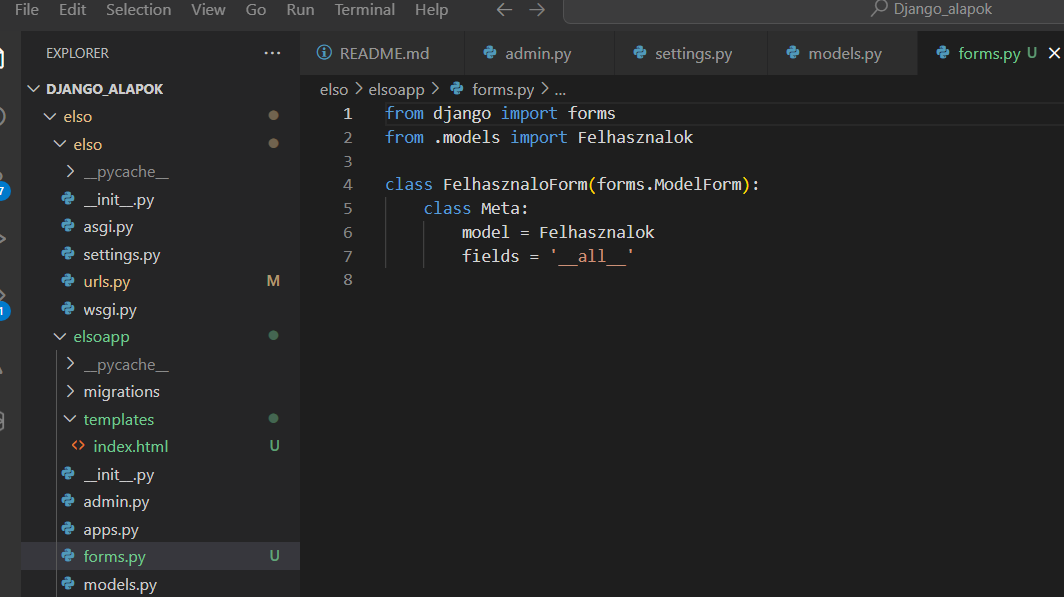 File Edit Selection View Go Run Terminal Help Django_alapok
EXPLORER ...
DJANGO_ALAPOK
elso
elso
__pycache__
__init__.py
asgi.py
settings.py
urls.py M
wsgi.py
elsoapp
__pycache__
migrations
templates
index.html U
__init__.py
admin.py
apps.py
forms.py U
models.py
7
1
README.md admin.py settings.py models.py forms.py U
elso > elsoapp > forms.py > ...
1 from django import forms
2 from .models import Felhasznalok
3
4 class FelhasznaloForm(forms.ModelForm):
5 class Meta:
6 model = Felhasznalok
7 fields = '__all__'
8